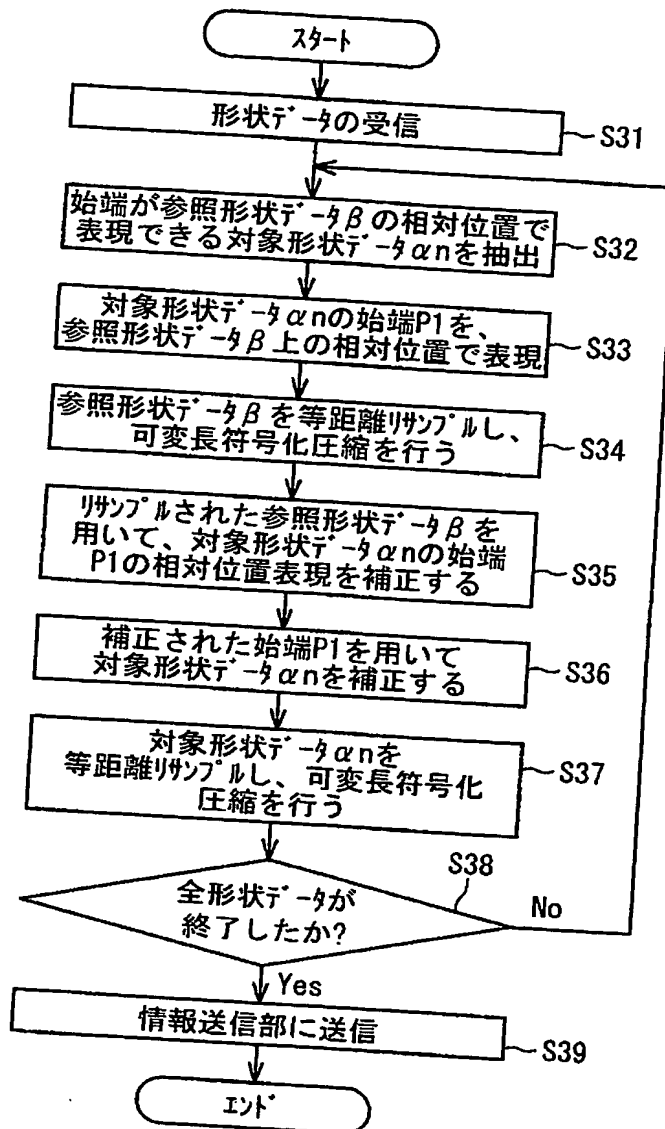 スタート
形状ﾃﾞｰﾀの受信
S31
始端が参照形状ﾃﾞｰﾀβの相対位置で
表現できる対象形状ﾃﾞｰﾀαnを抽出
S32
対象形状ﾃﾞｰﾀαnの始端P1を、
参照形状ﾃﾞｰﾀβ上の相対位置で表現
S33
参照形状ﾃﾞｰﾀβを等距離ﾘｻﾝﾌﾟﾙし、
可変長符号化圧縮を行う
S34
ﾘｻﾝﾌﾟﾙされた参照形状ﾃﾞｰﾀβを
用いて、対象形状ﾃﾞｰﾀαnの始端
P1の相対位置表現を補正する
S35
補正された始端P1を用いて
対象形状ﾃﾞｰﾀαnを補正する
S36
対象形状ﾃﾞｰﾀαnを
等距離ﾘｻﾝﾌﾟﾙし、可変長符号化
圧縮を行う
S37
S38
全形状ﾃﾞｰﾀが
終了したか?
No
Yes
情報送信部に送信
S39
ｴﾝﾄﾞ